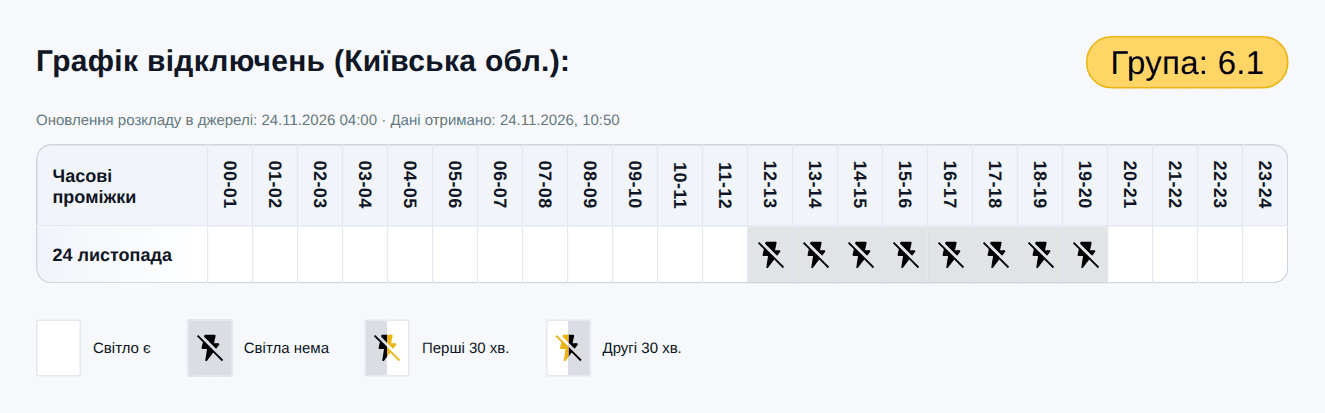 Графік відключень (Київська обл.):
Група: 6.1
Оновлення розкладу в джерелі: 24.11.2026 04:00 · Дані отримано: 24.11.2026, 10:50
Часові
проміжки
00-01
01-02
02-03
03-04
04-05
05-06
06-07
07-08
08-09
09-10
10-11
11-12
12-13
13-14
14-15
15-16
16-17
17-18
18-19
19-20
20-21
21-22
22-23
23-24
24 листопада
Світло є
Світла нема
Перші 30 хв.
Другі 30 хв.